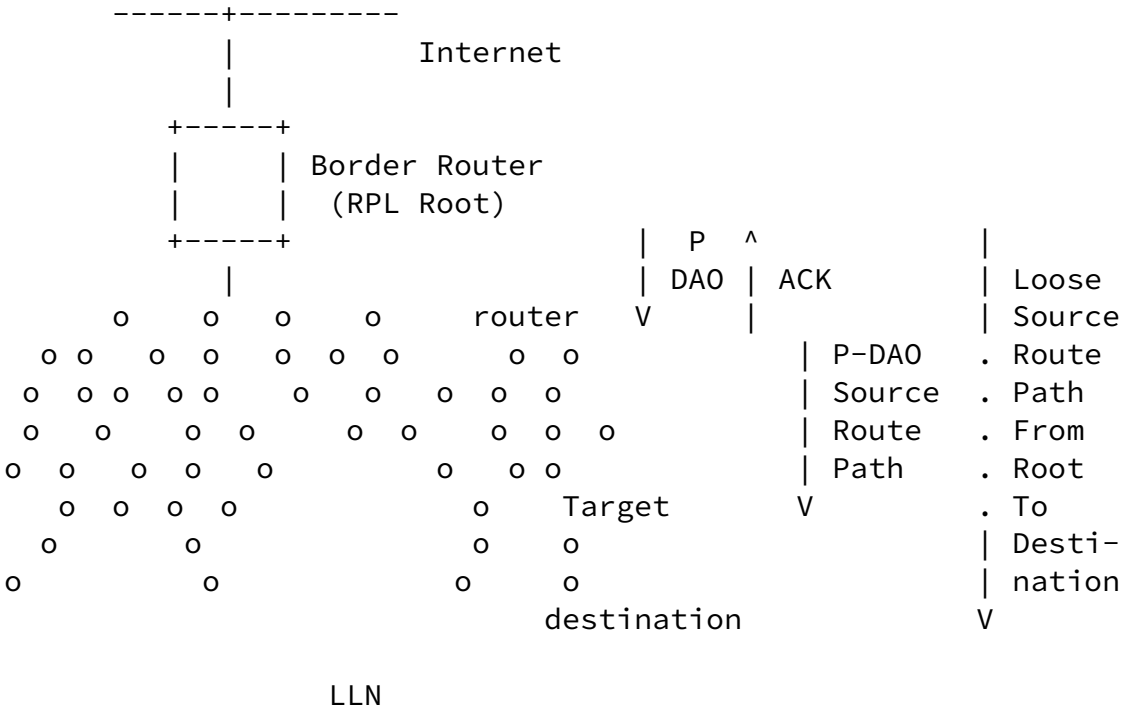 ------+---------
|          Internet
|
+-----+
|     | Border Router
|     |  (RPL Root)
+-----+                   |  P  ^             |
|                      | DAO | ACK         | Loose
o    o   o    o     router   V     |             | Source
o o   o  o   o  o  o      o  o             | P-DAO   . Route
o  o o  o o    o   o   o  o  o             | Source  . Path
o   o    o  o     o  o    o  o  o          | Route   . From
o  o   o  o   o         o   o o             | Path    . Root
o  o  o  o             o    Target       V         . To
o       o               o    o                      | Desti-
o          o             o     o                      | nation
destination             V
LLN